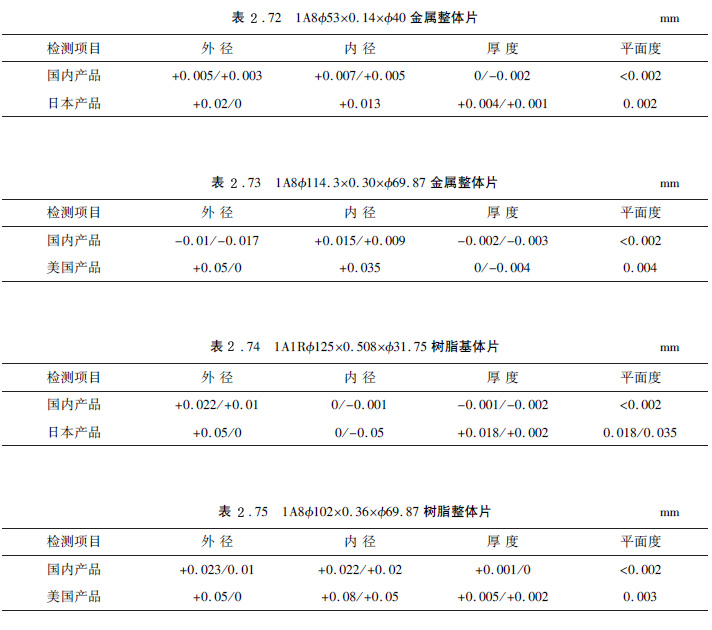 表 2.72 1A8ϕ53×0.14×ϕ40 金属整体片 mm
检测项目 外 径 内 径 厚 度 平面度
国内产品 +0.005/+0.003 +0.007/+0.005 0/-0.002 <0.002
日本产品 +0.02/0 +0.013 +0.004/+0.001 0.002
表 2.73 1A8ϕ114.3×0.30×ϕ69.87 金属整体片 mm
检测项目 外 径 内 径 厚 度 平面度
国内产品 -0.01/-0.017 +0.015/+0.009 -0.002/-0.003 <0.002
美国产品 +0.05/0 +0.035 0/-0.004 0.004
表 2.74 1A1Rϕ125×0.508×ϕ31.75 树脂基体片 mm
检测项目 外 径 内 径 厚 度 平面度
国内产品 +0.022/+0.01 0/-0.001 -0.001/-0.002 <0.002
日本产品 +0.05/0 0/-0.05 +0.018/+0.002 0.018/0.035
表 2.75 1A8ϕ102×0.36×ϕ69.87 树脂整体片 mm
检测项目 外 径 内 径 厚 度 平面度
国内产品 +0.023/0.01 +0.022/+0.02 +0.001/0 <0.002
美国产品 +0.05/0 +0.08/+0.05 +0.005/+0.002 0.003